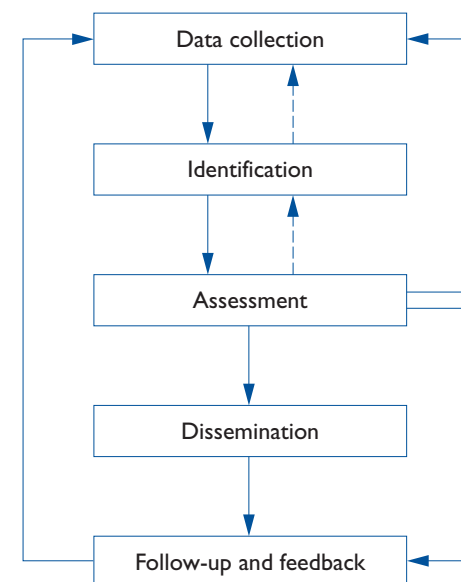 Data collection
Identification
Assessment
Dissemination
Follow-up and feedback